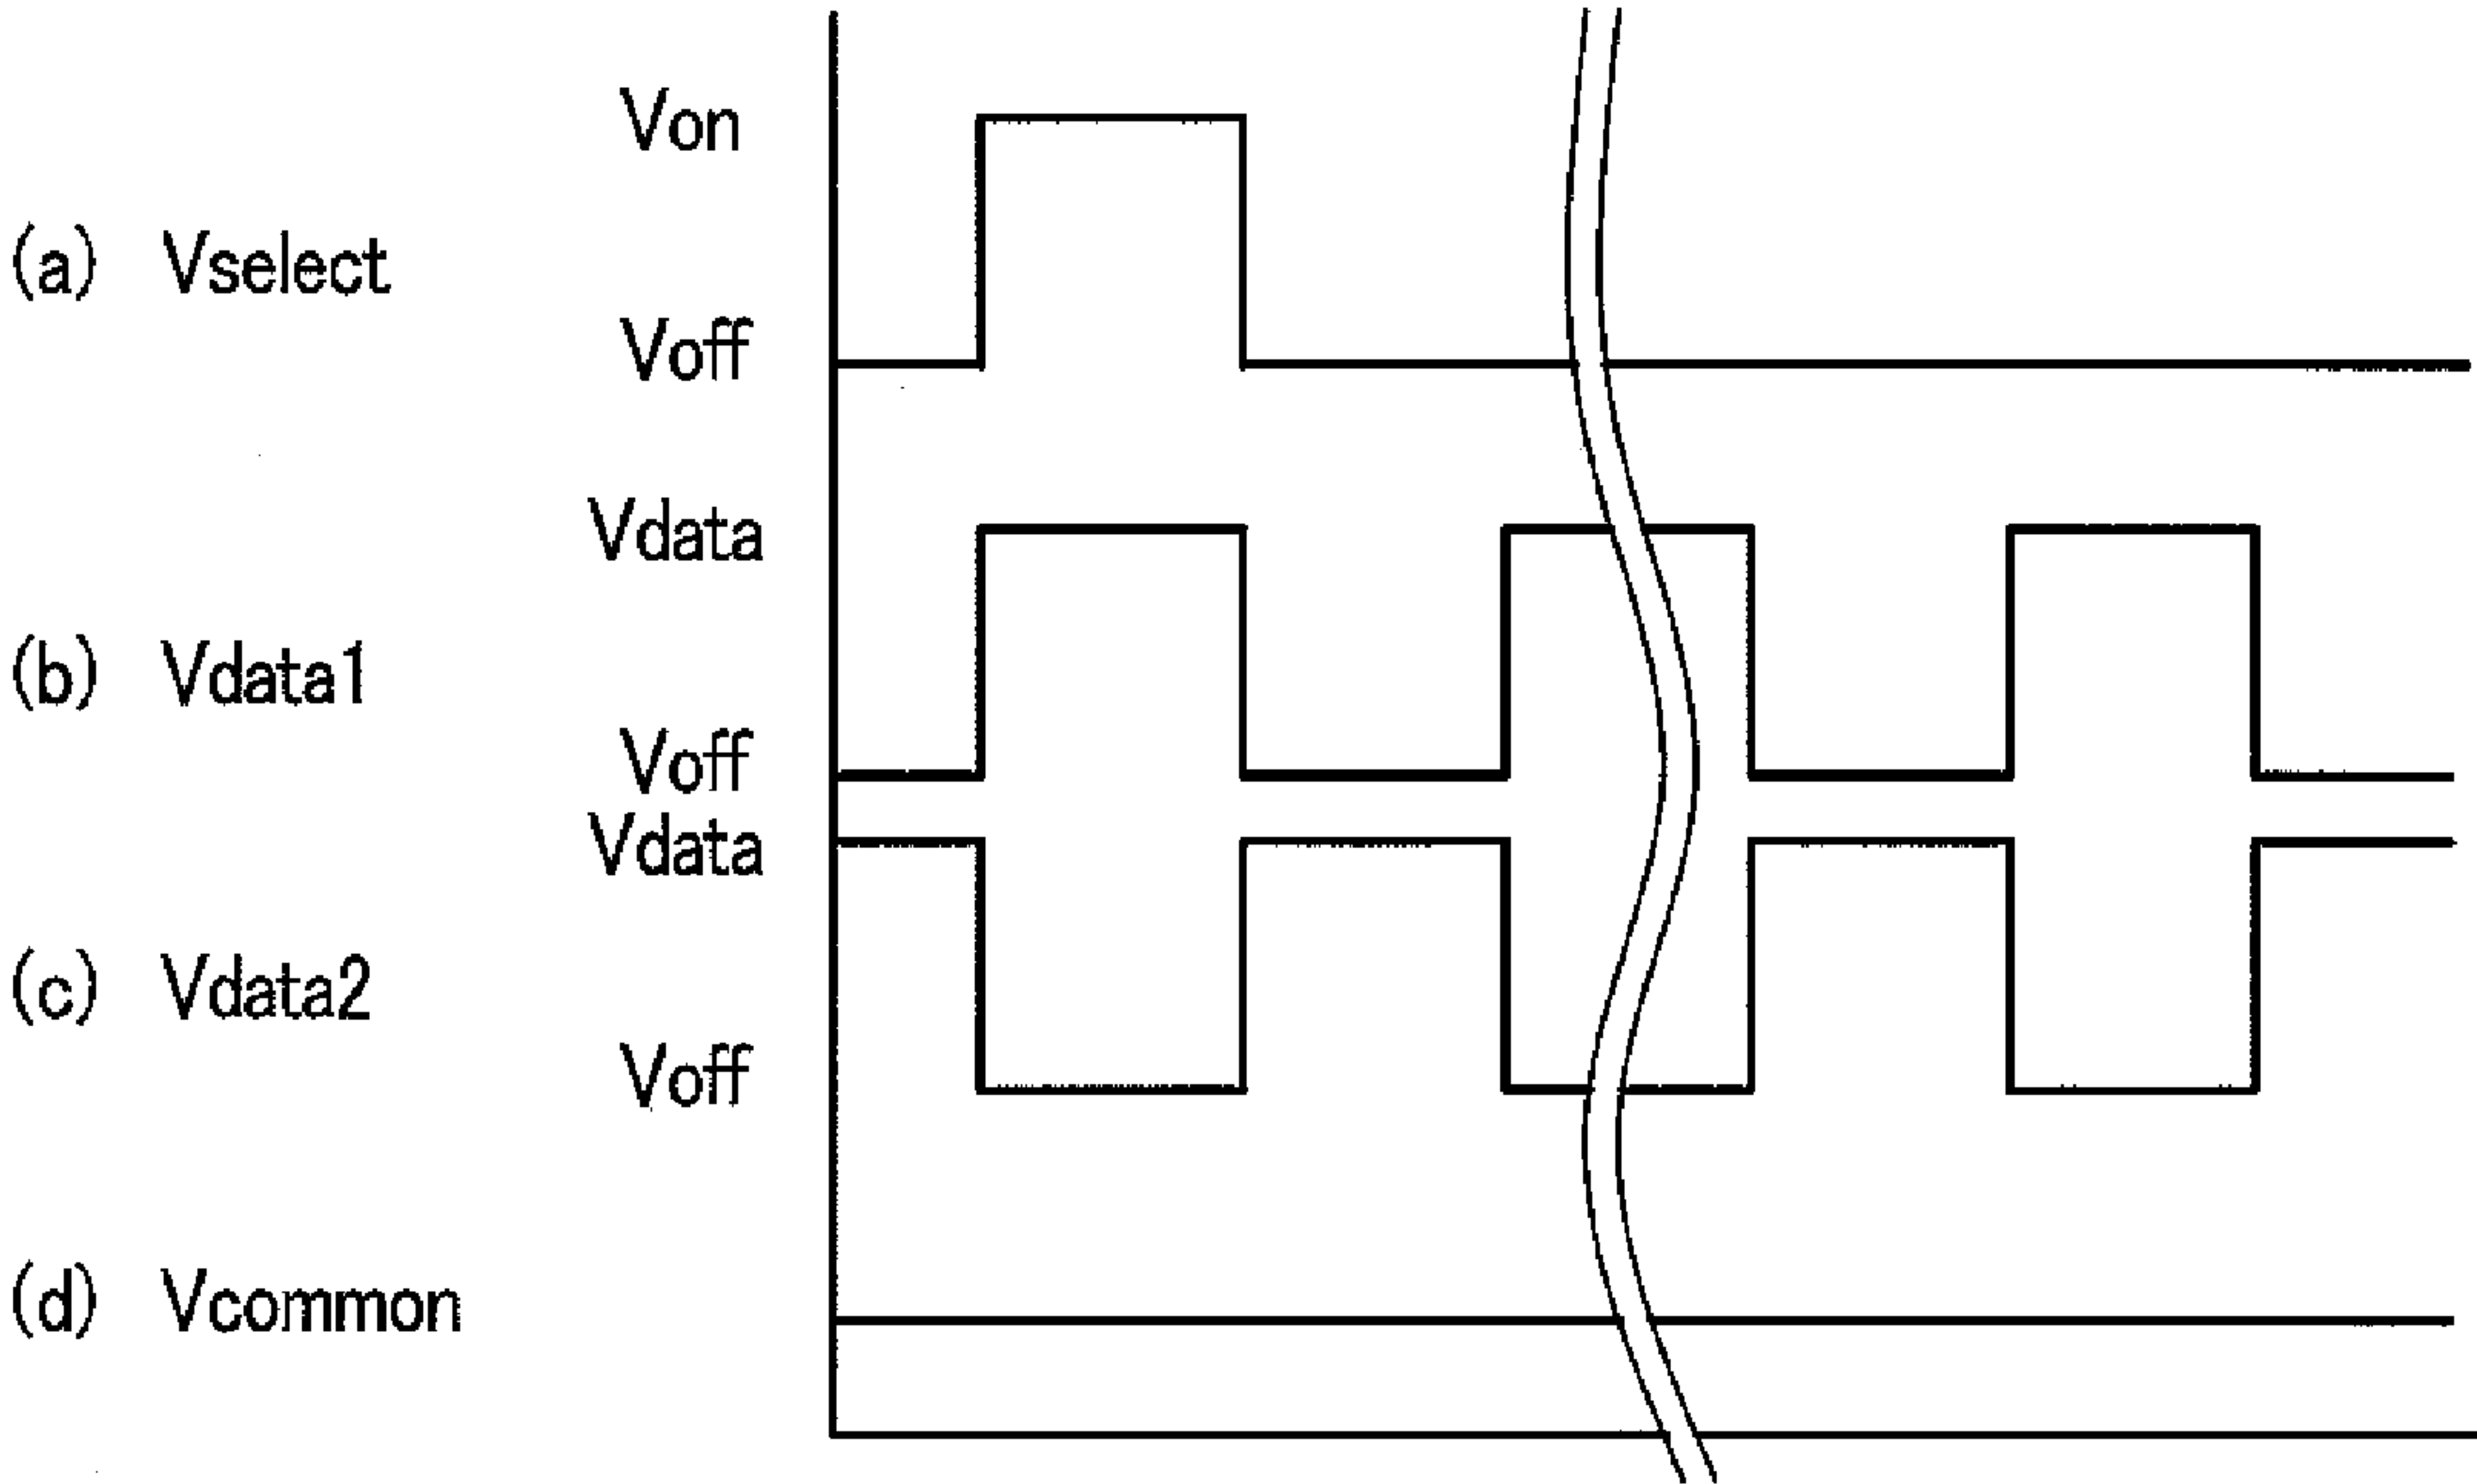 Von
(a) Vselect
Voff
Vdata
(b) Vdata1
Voff
Vdata
(c) Vdata2
Voff
(d) Vcommon